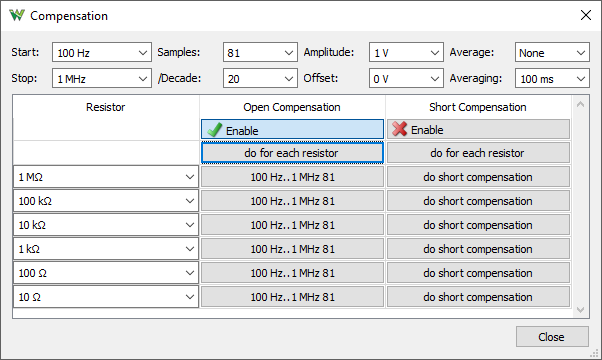 Compensation
Start: 100 Hz Samples: 81 Amplitude: 1 V Average: None
Stop: 1 MHz /Decade: 20 Offset: 0 V Averaging: 100 ms
Resistor Open Compensation Short Compensation
Enable Enable
do for each resistor do for each resistor
1 MΩ 100 Hz..1 MHz 81 do short compensation
100 kΩ 100 Hz..1 MHz 81 do short compensation
10 kΩ 100 Hz..1 MHz 81 do short compensation
1 kΩ 100 Hz..1 MHz 81 do short compensation
100 Ω 100 Hz..1 MHz 81 do short compensation
10 Ω 100 Hz..1 MHz 81 do short compensation
Close